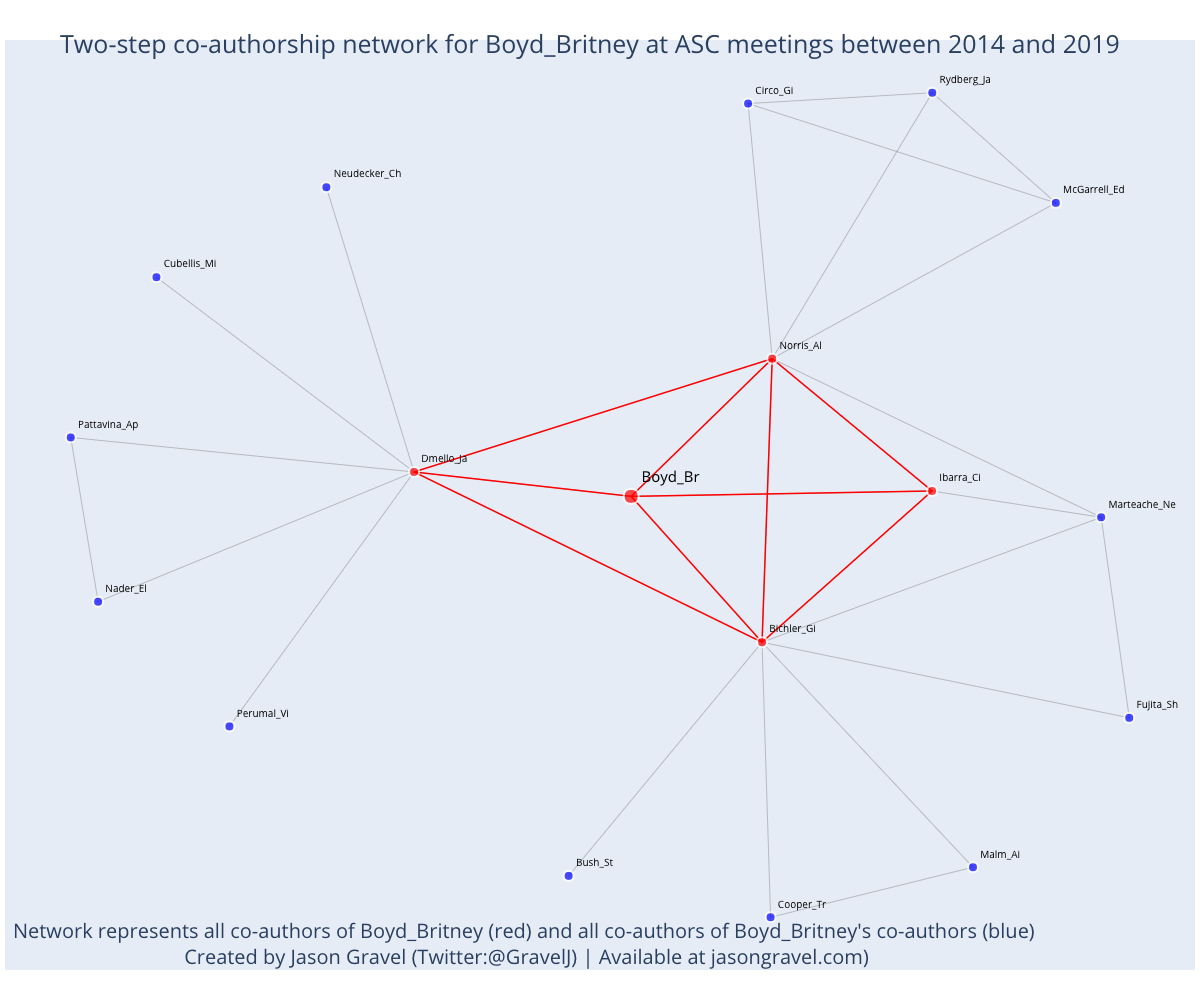 Two-step co-authorship network for Boyd_Britney at ASC meetings between 2014 and 2019
Rydberg_Ja
Circo_Gi
Neudecker_Ch
McGarrell_Ed
Cubellis_Mi
Norris_Al
Pattavina_Ap
Dmello_Ja
Boyd_Br
Ibarra_Ci
Marteache_Ne
Nader_El
Bichler_Gi
Fujita_Sh
Perumal_Vi
Bush_St
Malm_Ai
Cooper_Tr
Network represents all co-authors of Boyd_Britney (red) and all co-authors of Boyd_Britney's co-authors (blue)
Created by Jason Gravel (Twitter:@GravelJ) | Available at jasongravel.com)